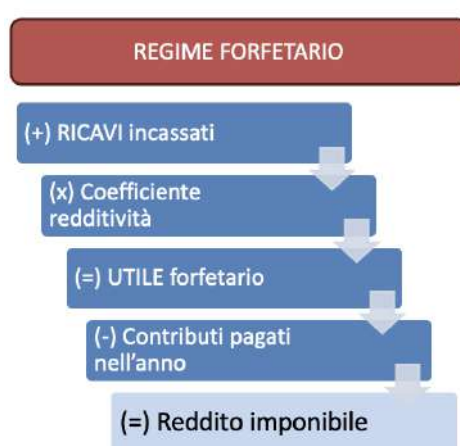 REGIME FORFETARIO
(+) RICAVI incassati
(x) Coefficiente
redditività
(=) UTILE forfetario
(-) Contributi pagati
nell'anno
(=) Reddito imponibile